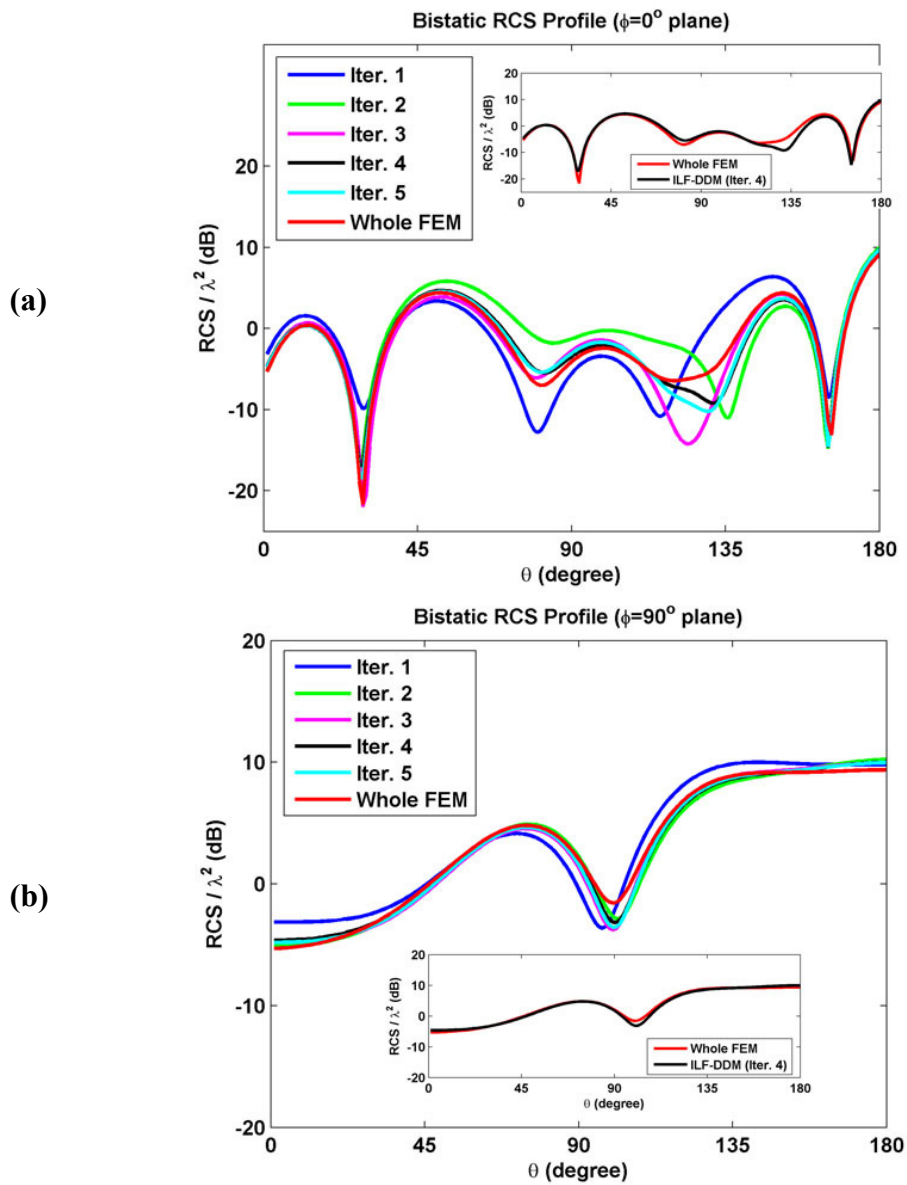 Bistatic RCS Profile (ϕ=0° plane)
Iter. 1
Iter. 2
Iter. 3
Iter. 4
Iter. 5
Whole FEM
20
10
0
-10
-20
RCS / λ² (dB)
Whole FEM
ILF-DDM (Iter. 4)
0
45
90
135
180
(a)
RCS / λ² (dB)
20
10
0
-10
-20
0
45
90
135
180
θ (degree)
Bistatic RCS Profile (ϕ=90° plane)
Iter. 1
Iter. 2
Iter. 3
Iter. 4
Iter. 5
Whole FEM
(b)
RCS / λ² (dB)
20
10
0
-10
-20
20
10
0
-10
-20
RCS / λ² (dB)
Whole FEM
ILF-DDM (Iter. 4)
0
45
90
135
180
θ (degree)
0
45
90
135
180
θ (degree)